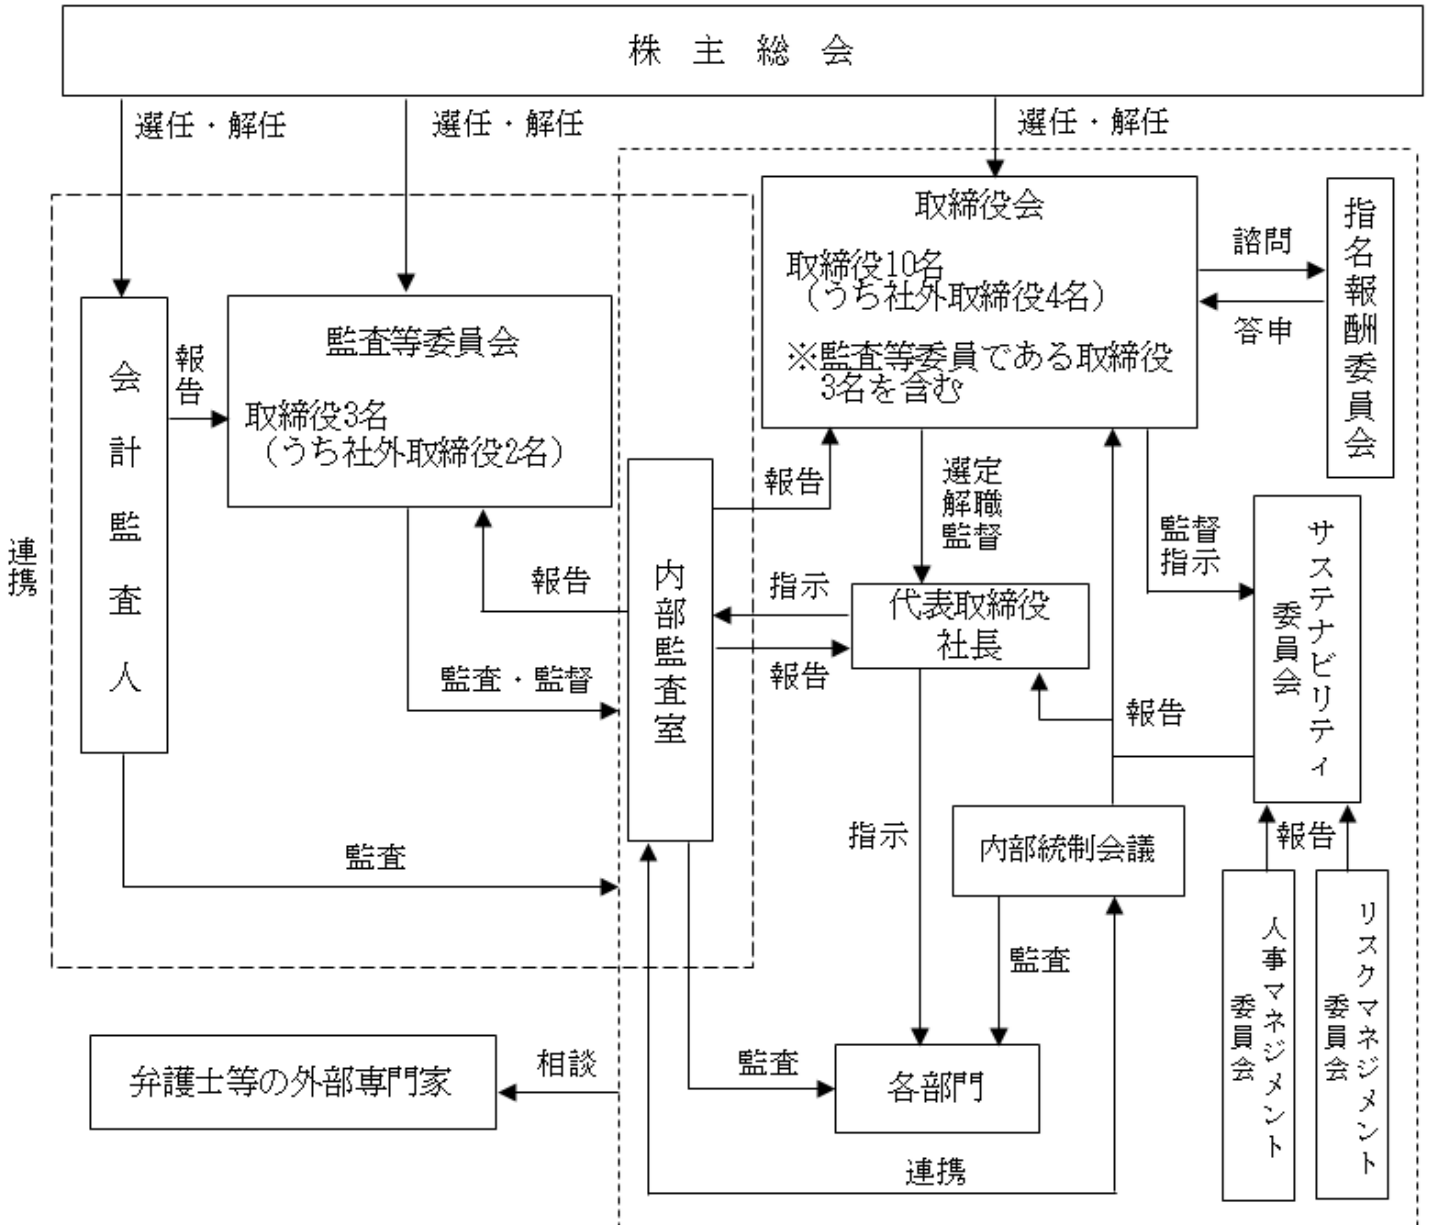 株主総会
選任・解任
選任・解任
選任・解任
取締役会
取締役10名
（うち社外取締役4名）
※監査等委員である取締役
3名を含む
諮問
答申
指名報酬委員会
会計監査人
報告
監査等委員会
取締役3名
（うち社外取締役2名）
連携
報告
監査・監督
監査
内部監査室
報告
選定
解職
監督
監督
指示
指示
報告
代表取締役
社長
サステナビリティ
委員会
報告
指示
内部統制会議
報告
監査
人事マネジメント
委員会
リスクマネジメント
委員会
弁護士等の外部専門家
相談
監査
各部門
連携